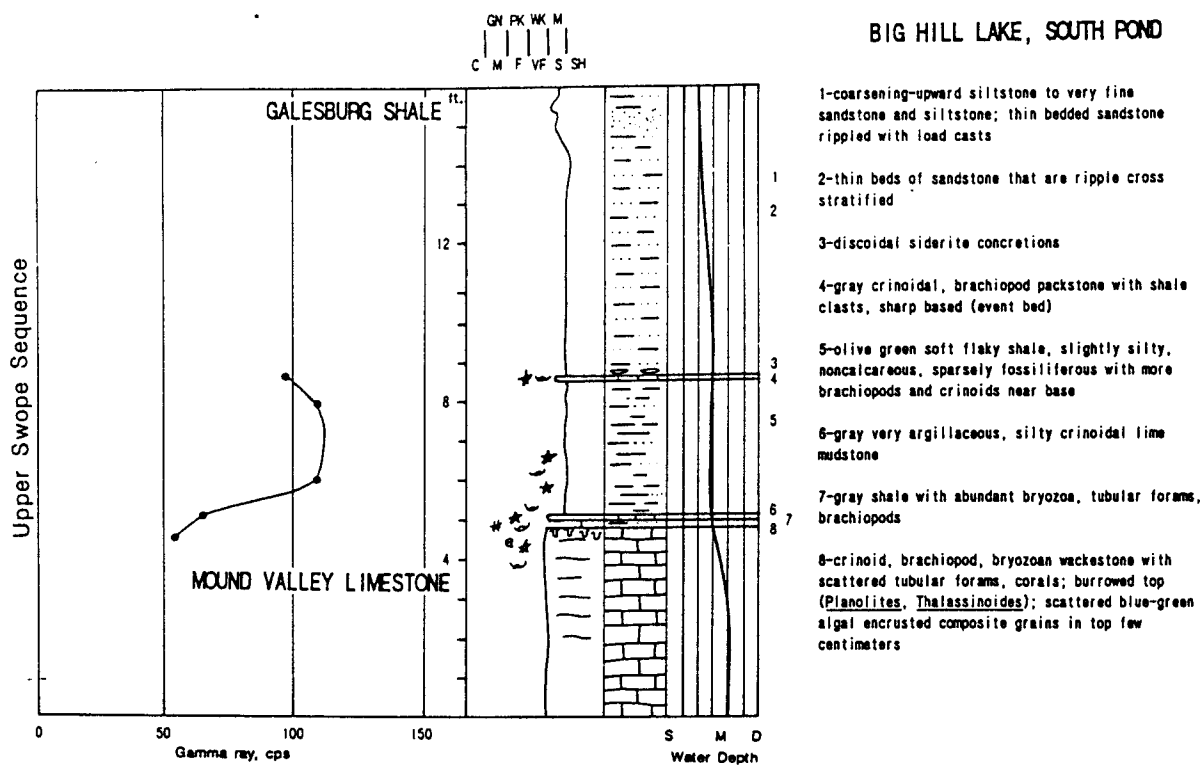 GN PK WK M
C M F VF S SH
BIG HILL LAKE, SOUTH POND
ft.
GALESBURG SHALE
12
8
4
MOUND VALLEY LIMESTONE
Upper Swope Sequence
0 50 100 150
Gamma ray, cps
S M D
Water Depth
1
2
3
4
5
6
7
8
1-coarsening-upward siltstone to very fine
sandstone and siltstone; thin bedded sandstone
rippled with load casts
2-thin beds of sandstone that are ripple cross
stratified
3-discoidal siderite concretions
4-gray crinoidal, brachiopod packstone with shale
clasts, sharp based (event bed)
5-olive green soft flaky shale, slightly silty,
noncalcareous, sparsely fossiliferous with more
brachiopods and crinoids near base
6-gray very argillaceous, silty crinoidal lime
mudstone
7-gray shale with abundant bryozoa, tubular forams,
brachiopods
8-crinoid, brachiopod, bryozoan wackestone with
scattered tubular forams, corals; burrowed top
(Planolites, Thalassinoides); scattered blue-green
algal encrusted composite grains in top few
centimeters